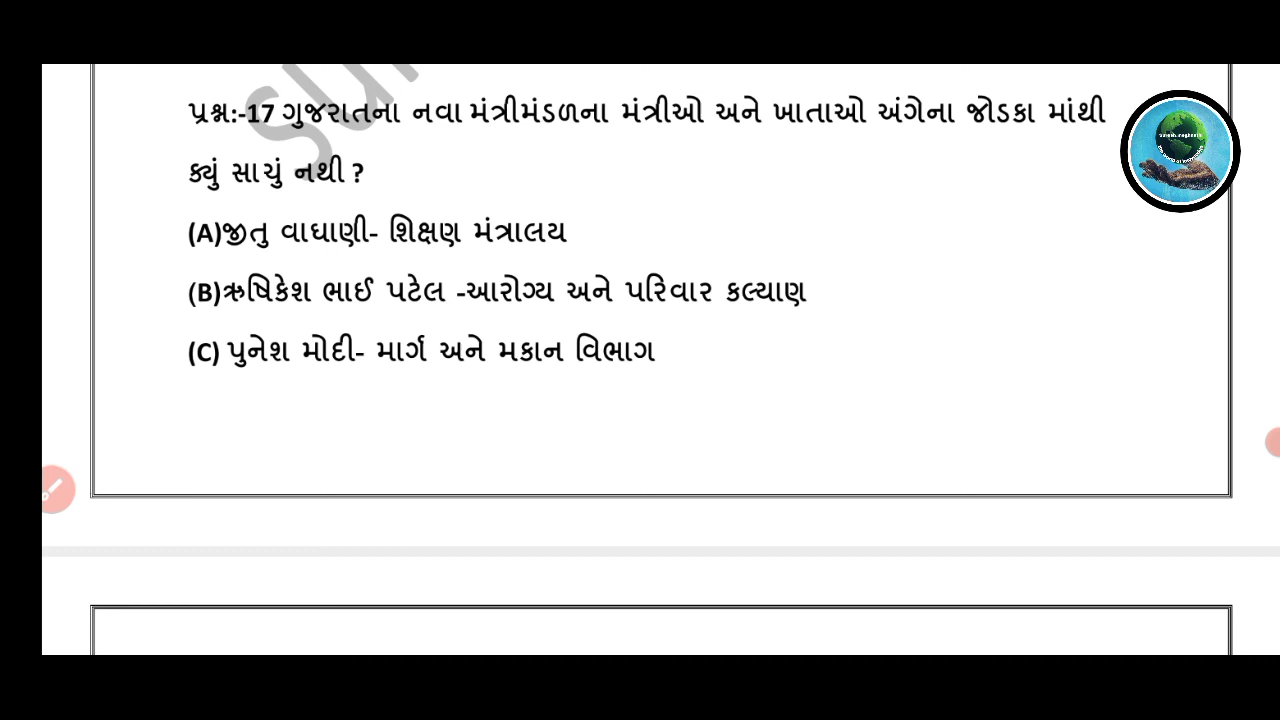 પ્રશ્ન:-17 ગુજરાતના નવા મંત્રીમંડળના મંત્રીઓ અને ખાતાઓ અંગેના જોડકા માંથી
ક્યું સાચું નથી ?
(A)જીતુ વાઘાણી- શિક્ષણ મંત્રાલય
(B)ઋષિકેશ ભાઈ પટેલ -આરોગ્ય અને પરિવાર કલ્યાણ
(C) પુનેશ મોદી- માર્ગ અને મકાન વિભાગ